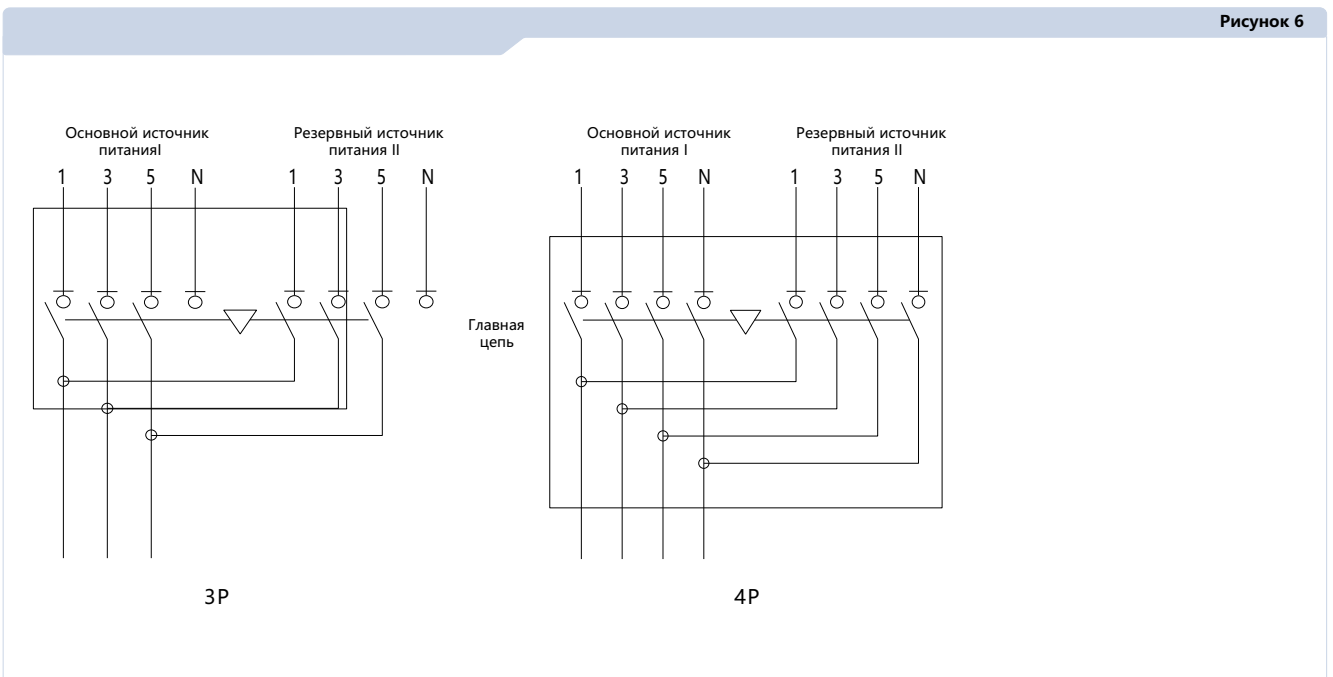 Рисунок 6
Основной источник
питанияI
Резервный источник
питания II
1 3 5 N 1 3 5 N
Основной источник
питания I
Резервный источник
питания II
1 3 5 N 1 3 5 N
Главная
цепь
3P
4P